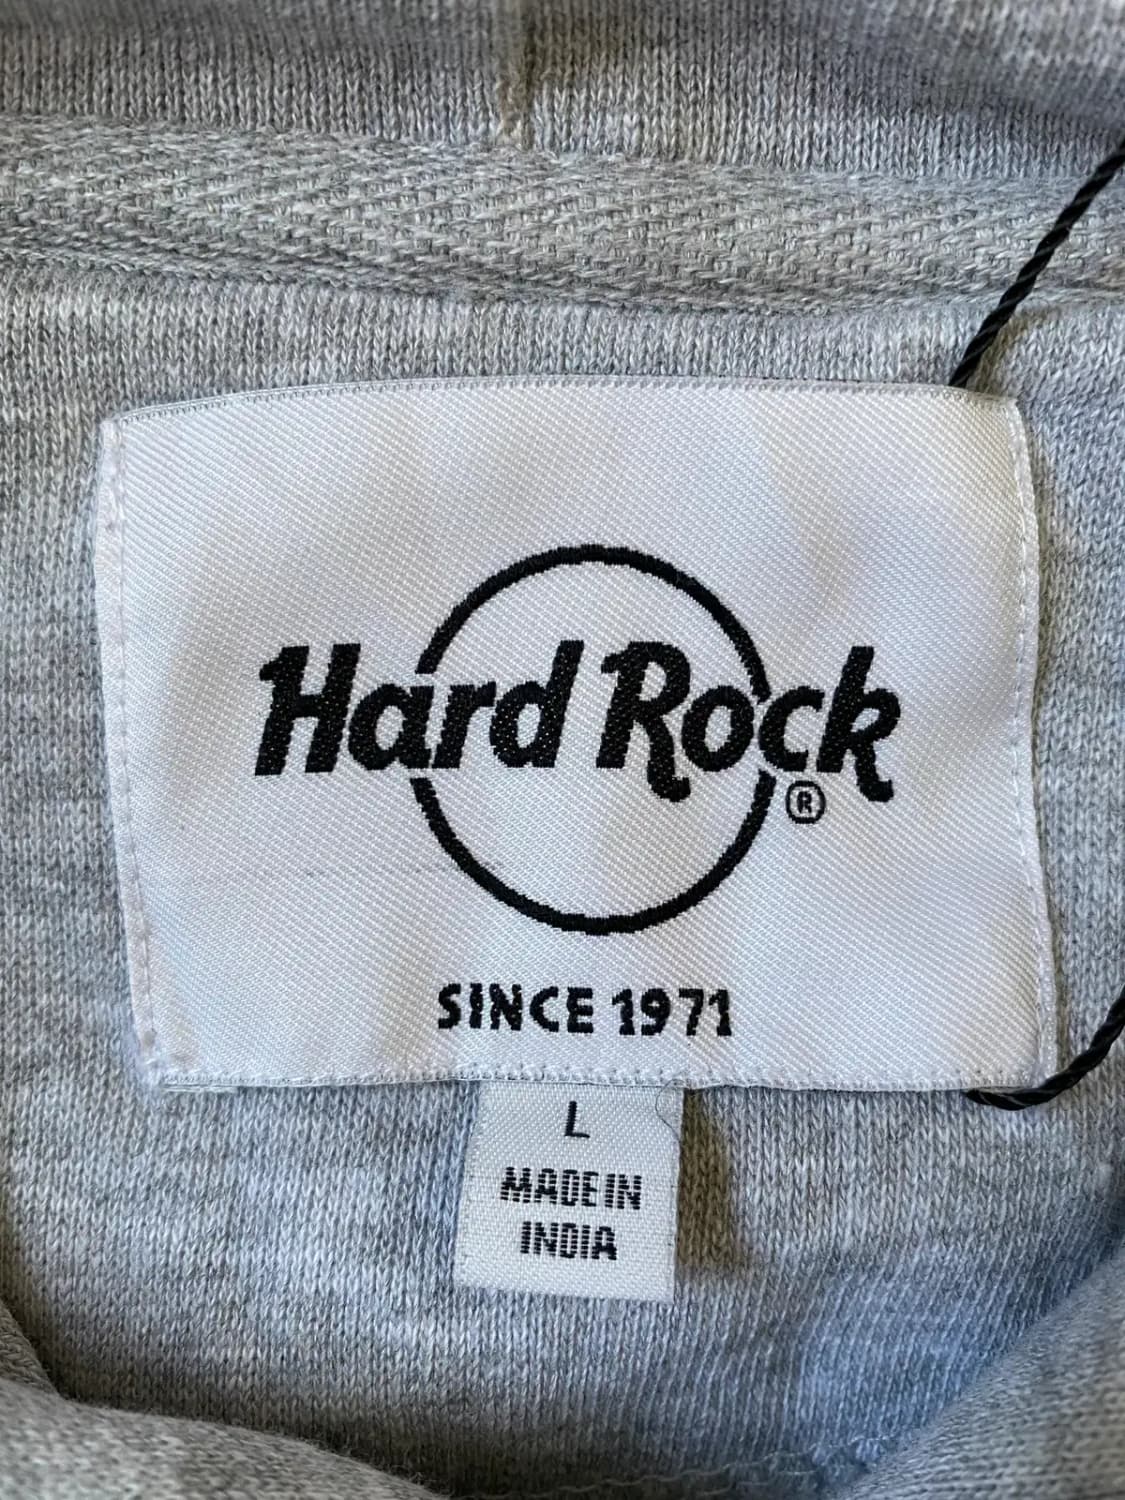 Hard Rock
®
SINCE 1971
L
MADE IN
INDIA